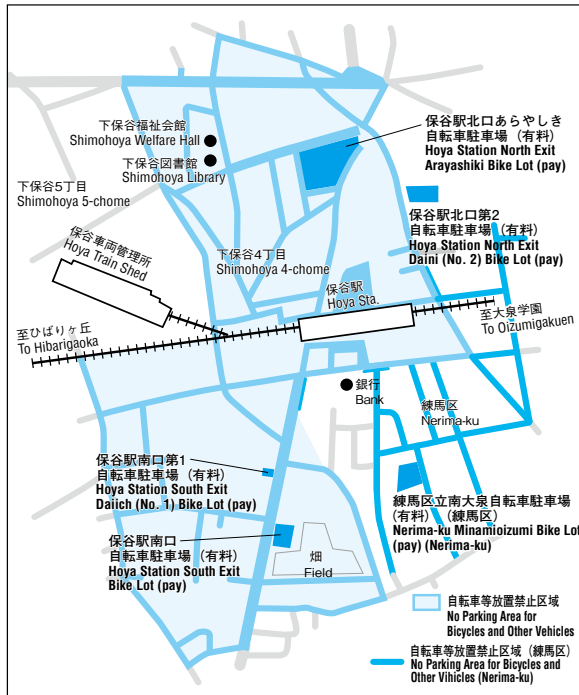 下保谷福祉会館
Shimohoya Welfare Hall
下保谷図書館
Shimohoya Library
保谷駅北口あらやしき
自転車駐車場（有料）
Hoya Station North Exit
Arayashiki Bike Lot (pay)
下保谷5丁目
Shimohoya 5-chome
保谷駅北口第2
自転車駐車場（有料）
Hoya Station North Exit
Daini (No. 2) Bike Lot (pay)
保谷車両管理所
Hoya Train Shed
下保谷4丁目
Shimohoya 4-chome
保谷駅
Hoya Sta.
至大泉学園
To Oizumigakuen
至ひばりヶ丘
To Hibarigaoka
銀行
Bank
練馬区
Nerima-ku
保谷駅南口第1
自転車駐車場（有料）
Hoya Station South Exit
Daiich (No. 1) Bike Lot (pay)
練馬区立南大泉自転車駐車場
（有料）（練馬区）
Nerima-ku Minamioizumi Bike Lot
(pay) (Nerima-ku)
保谷駅南口
自転車駐車場（有料）
Hoya Station South Exit
Bike Lot (pay)
畑
Field
自転車等放置禁止区域
No Parking Area for
Bicycles and Other Vehicles
自転車等放置禁止区域（練馬区）
No Parking Area for Bicycles and
Other Vihicles (Nerima-ku)